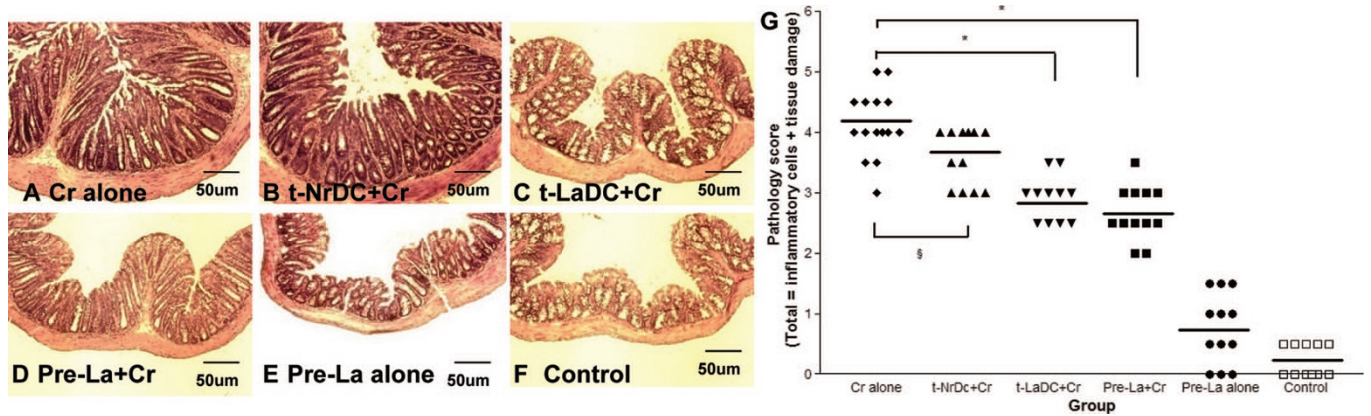 A Cr alone
50um
B t-NrDC+Cr
50um
C t-LaDC+Cr
50um
D Pre-La+Cr
50um
E Pre-La alone
50um
F Control
50um
G
Pathology score
(Total = inflammatory cells + tissue damage)
6
5
4
3
2
1
0
*
*
§
Cr alone
t-NrDc+Cr
t-LaDC+Cr
Pre-La+Cr
Pre-La alone
Control
Group